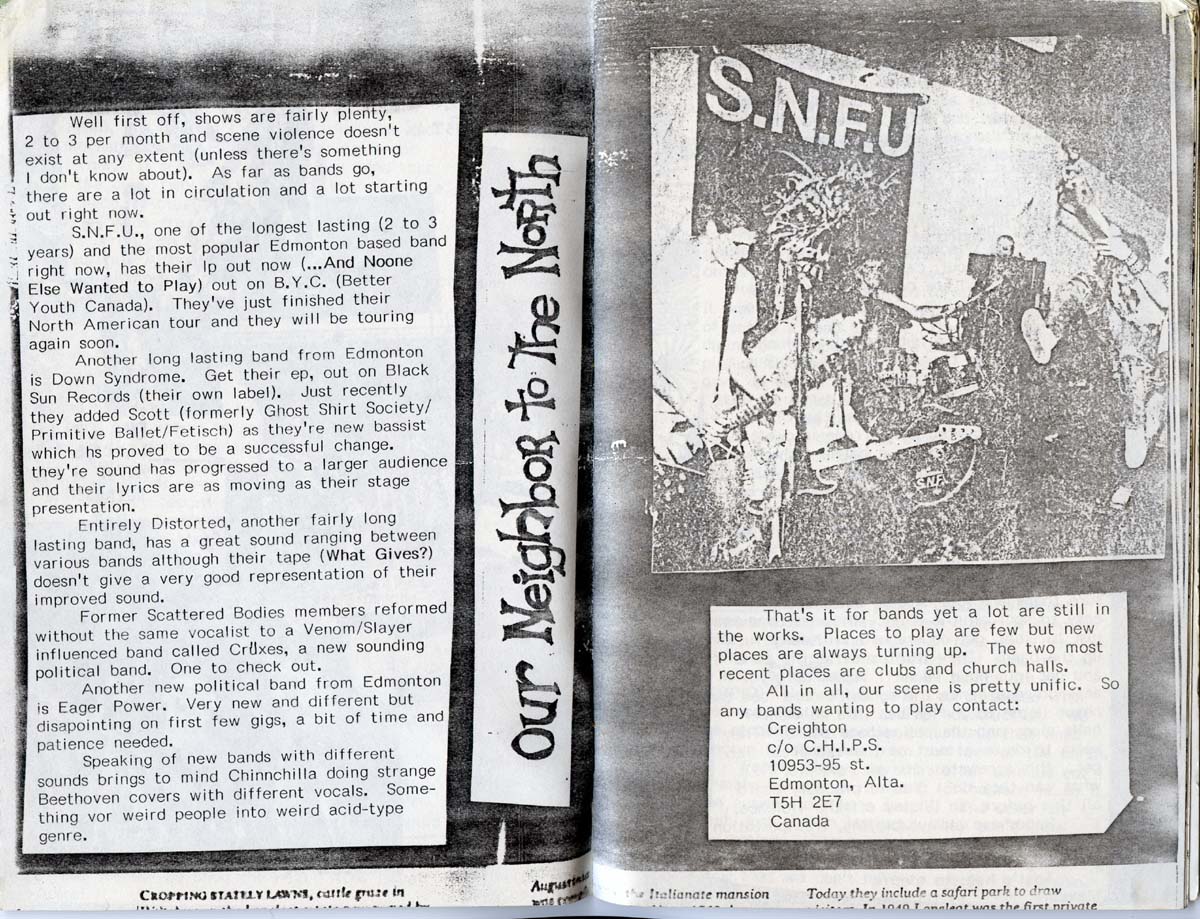 Well first off, shows are fairly plenty,
2 to 3 per month and scene violence doesn't
exist at any extent (unless there's something
I don't know about).  As far as bands go,
there are a lot in circulation and a lot starting
out right now.
S.N.F.U., one of the longest lasting (2 to 3
years) and the most popular Edmonton based band
right now, has their lp out now (...And Noone
Else Wanted to Play) out on B.Y.C. (Better
Youth Canada).  They've just finished their
North American tour and they will be touring
again soon.
Another long lasting band from Edmonton
is Down Syndrome.  Get their ep, out on Black
Sun Records (their own label).  Just recently
they added Scott (formerly Ghost Shirt Society/
Primitive Ballet/Fetisch) as they're new bassist
which hs proved to be a successful change.
they're sound has progressed to a larger audience
and their lyrics are as moving as their stage
presentation.
Entirely Distorted, another fairly long
lasting band, has a great sound ranging between
various bands although their tape (What Gives?)
doesn't give a very good representation of their
improved sound.
Former Scattered Bodies members reformed
without the same vocalist to a Venom/Slayer
influenced band called Crüxes, a new sounding
political band.  One to check out.
Another new political band from Edmonton
is Eager Power.  Very new and different but
disapointing on first few gigs, a bit of time and
patience needed.
Speaking of new bands with different
sounds brings to mind Chinnchilla doing strange
Beethoven covers with different vocals.  Some-
thing vor weird people into weird acid-type
genre.
Our Neighbor to The North
S.N.F.U
S.N.F.
That's it for bands yet a lot are still in
the works.  Places to play are few but new
places are always turning up.  The two most
recent places are clubs and church halls.
All in all, our scene is pretty unific.  So
any bands wanting to play contact:
Creighton
c/o C.H.I.P.S.
10953-95 st.
Edmonton, Alta.
T5H 2E7
Canada
CROPPING STATELY LAWNS, cattle graze in
the Italianate mansion
Today they include a safari park to draw
visitors. In 1949 Longleat was the first private